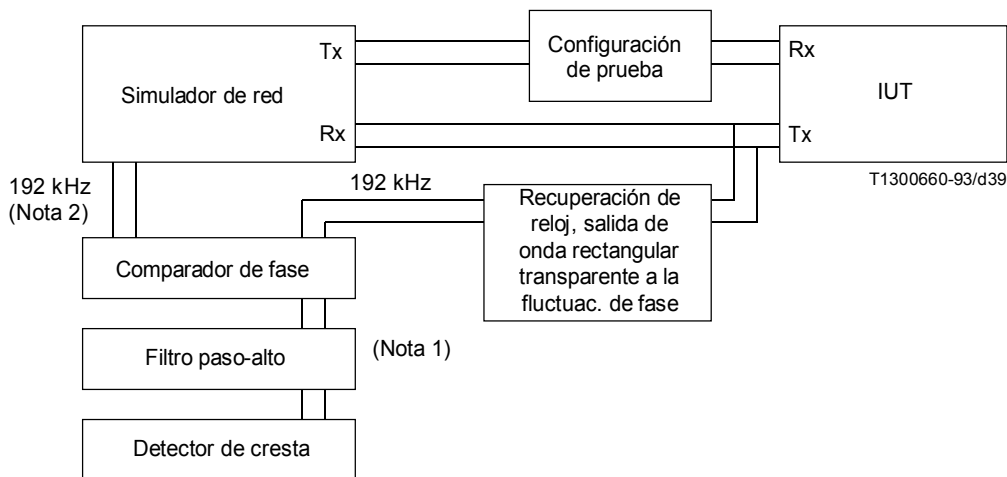 Tx
Configuración
de prueba
Rx
Simulador de red
IUT
Rx
Tx
T1300660-93/d39
192 kHz
(Nota 2)
192 kHz
Recuperación de
reloj, salida de
onda rectangular
transparente a la
fluctuac. de fase
Comparador de fase
Filtro paso-alto
(Nota 1)
Detector de cresta